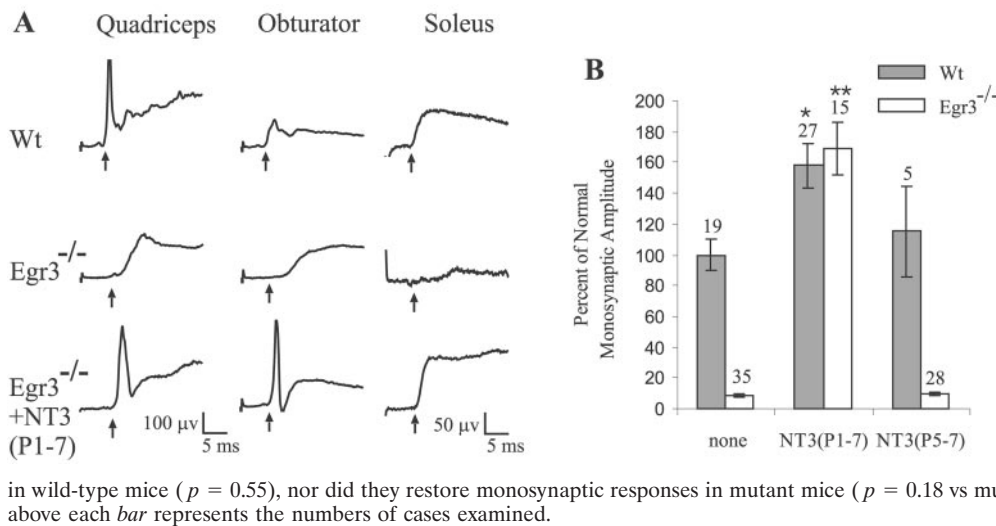 A
Quadriceps Obturator Soleus
Wt
Egr3-/-
Egr3-/-
+NT3
(P1-7)
100 μv
5 ms
50 μv
5 ms
B
Wt
Egr3-/-
Percent of Normal
Monosynaptic Amplitude
200
180
160
140
120
100
80
60
40
20
0
19
35
*
27
**
15
5
28
none NT3(P1-7) NT3(P5-7)
in wild-type mice (p = 0.55), nor did they restore monosynaptic responses in mutant mice (p = 0.18 vs
above each bar represents the numbers of cases examined.